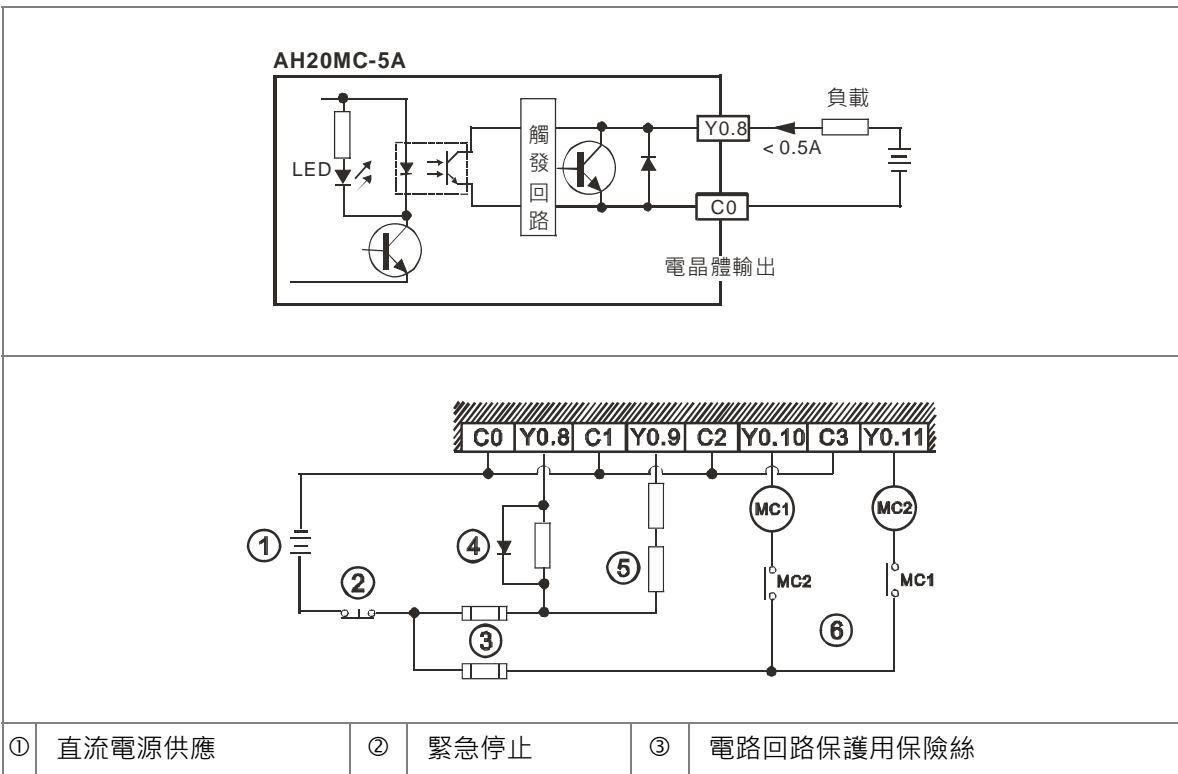 AH20MC-5A
負載
LED
觸發回路
Y0.8
< 0.5A
C0
電晶體輸出
C0 Y0.8 C1 Y0.9 C2 Y0.10 C3 Y0.11
MC1 MC2
① ④ ⑤ ②
MC2 MC1
③ ⑥
① 直流電源供應 ② 緊急停止 ③ 電路回路保護用保險絲